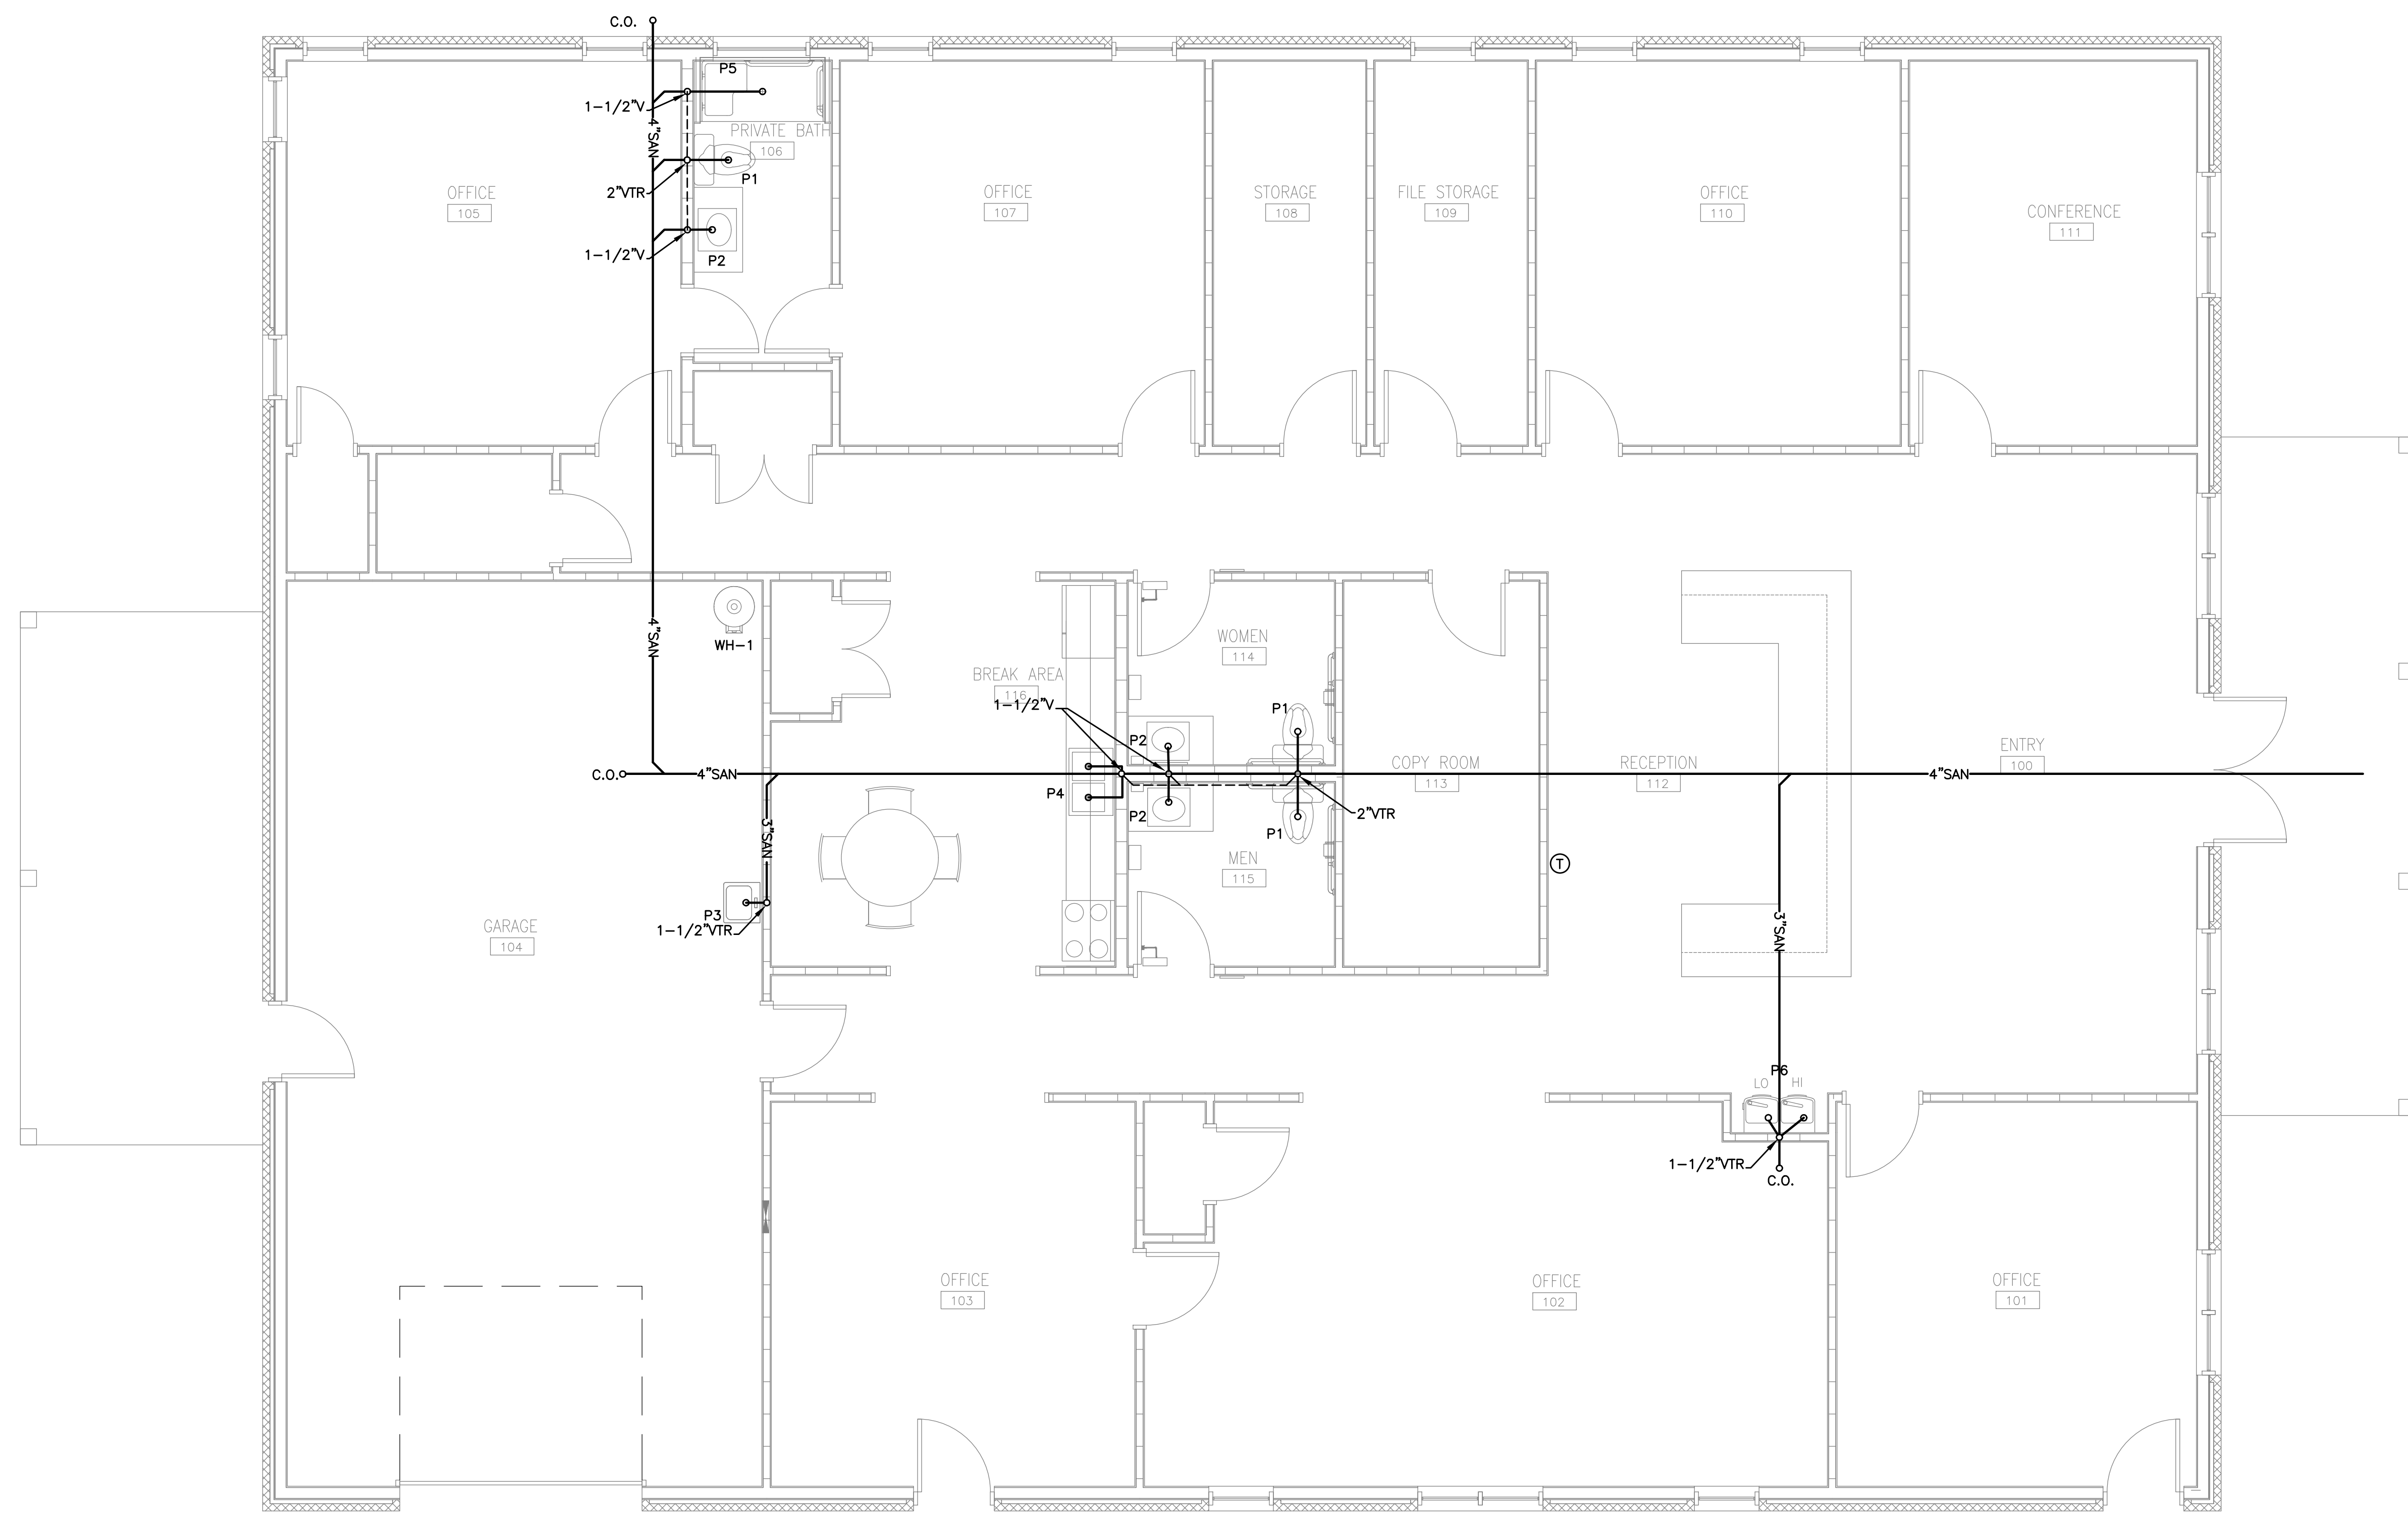 C.O.
P5
1-1/2"V
4"SAN
PRIVATE BATH
106
P1
2"VTR
1-1/2"V
P2
OFFICE
105
OFFICE
107
STORAGE
108
FILE STORAGE
109
OFFICE
110
CONFERENCE
111
4"SAN
WH-1
WOMEN
114
BREAK AREA
116
1-1/2"V
P1
P2
C.O.
4"SAN
COPY ROOM
113
RECEPTION
112
ENTRY
100
4"SAN
P4
P2
P1
2"VTR
3"SAN
MEN
115
T
P3
1-1/2"VTR
GARAGE
104
3"SAN
P6
LO
HI
1-1/2"VTR
C.O.
OFFICE
103
OFFICE
102
OFFICE
101